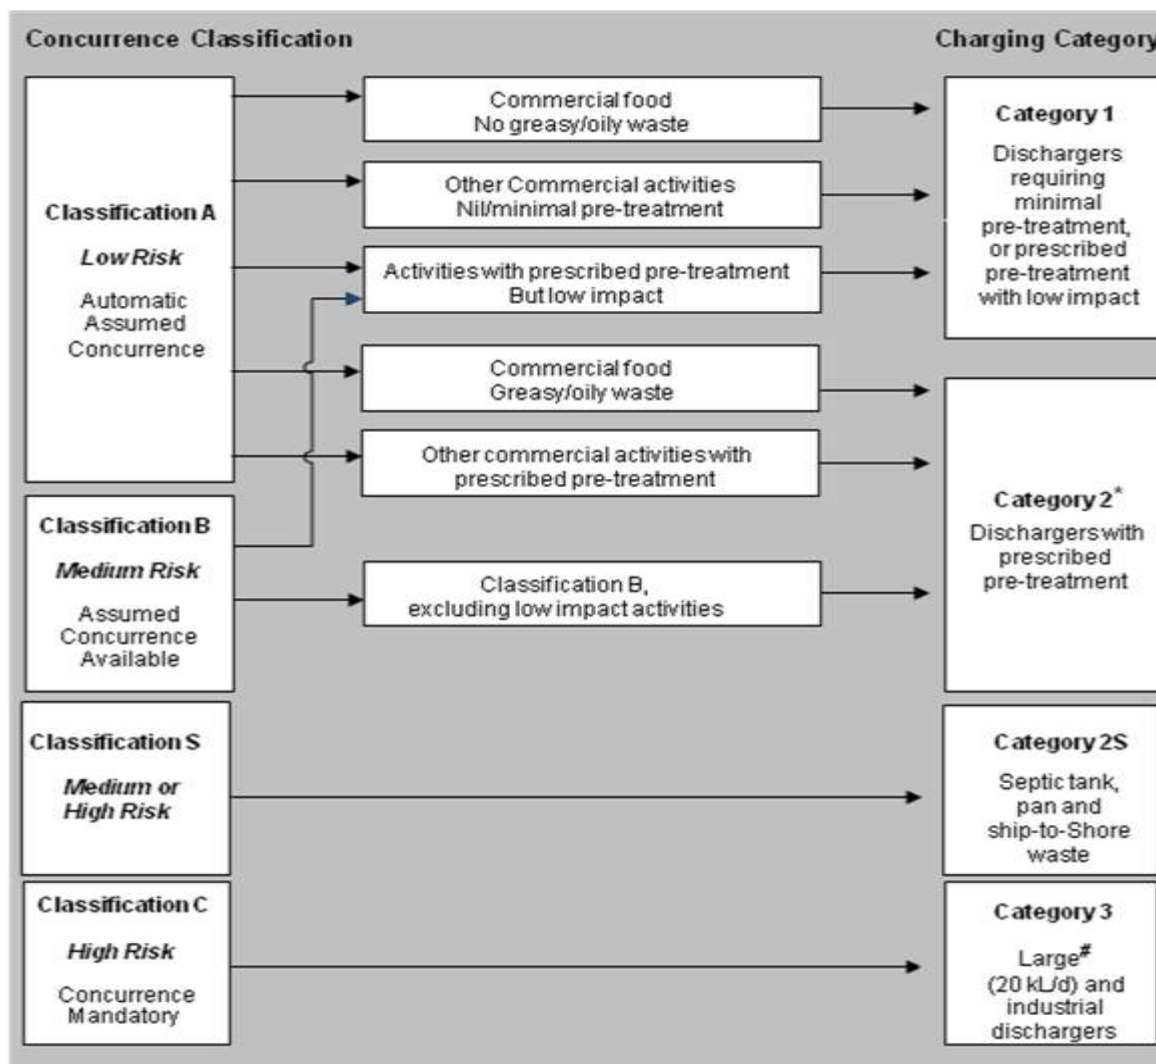 Concurrence Classification
Charging Category
Classification A
Low Risk
Automatic
Assumed
Concurrence
Commercial food
No greasy/oily waste
Other Commercial activities
Nil/minimal pre-treatment
Activities with prescribed pre-treatment
But low impact
Commercial food
Greasy/oily waste
Other commercial activities with
prescribed pre-treatment
Category 1
Dischargers
requiring
minimal
pre-treatment,
or prescribed
pre-treatment
with low impact
Classification B
Medium Risk
Assumed
Concurrence
Available
Classification B,
excluding low impact activities
Category 2*
Dischargers with
prescribed
pre-treatment
Classification S
Medium or
High Risk
Category 2S
Septic tank,
pan and
ship-to-Shore
waste
Classification C
High Risk
Concurrence
Mandatory
Category 3
Large#
(20 kL/d) and
industrial
dischargers